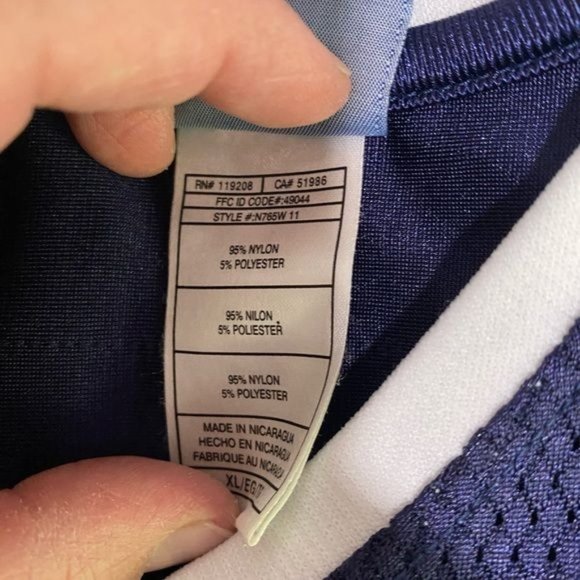 RN# 119208 CA# 51986
FFC ID CODE#:49044
STYLE #:N765W 11
95% NYLON
5% POLYESTER
95% NILON
5% POLIESTER
95% NYLON
5% POLYESTER
MADE IN NICARAGUA
HECHO EN NICARAGUA
FABRIQUE AU NICARAGUA
XL/EG/